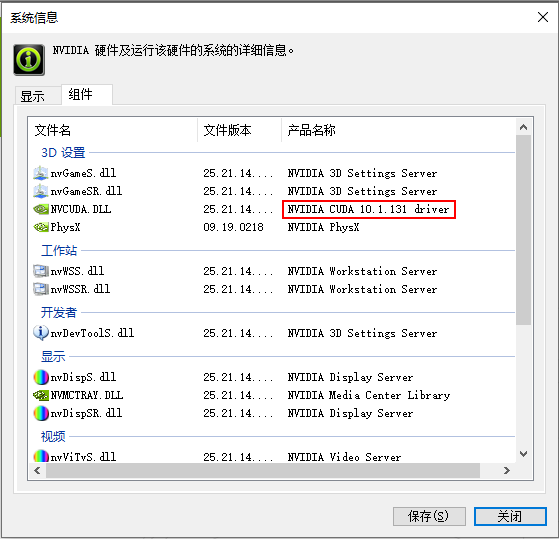 系统信息
NVIDIA 硬件及运行该硬件的系统的详细信息。
显示 组件
文件名 文件版本 产品名称
3D 设置
nvGameS.dll 25.21.14.... NVIDIA 3D Settings Server
nvGameSR.dll 25.21.14.... NVIDIA 3D Settings Server
NVCUDA.DLL 25.21.14.... NVIDIA CUDA 10.1.131 driver
PhysX 09.19.0218 NVIDIA PhysX
工作站
nvWSS.dll 25.21.14.... NVIDIA Workstation Server
nvWSSR.dll 25.21.14.... NVIDIA Workstation Server
开发者
nvDevToolS.dll 25.21.14.... NVIDIA 3D Settings Server
显示
nvDispS.dll 25.21.14.... NVIDIA Display Server
NVMCTRAY.DLL 25.21.14.... NVIDIA Media Center Library
nvDispSR.dll 25.21.14.... NVIDIA Display Server
视频
nvViTvS.dll 25.21.14.... NVIDIA Video Server
保存(S) 关闭